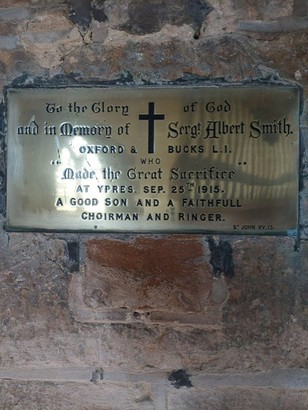 To the Glory of God
and in Memory of Sergt Albert Smith.
OXFORD & BUCKS L.I.
WHO
"Made, the Great Sacrifice"
AT YPRES, SEP. 25TH 1915.
A GOOD SON AND A FAITHFULL
CHOIRMAN AND RINGER.
St JOHN XV,13.